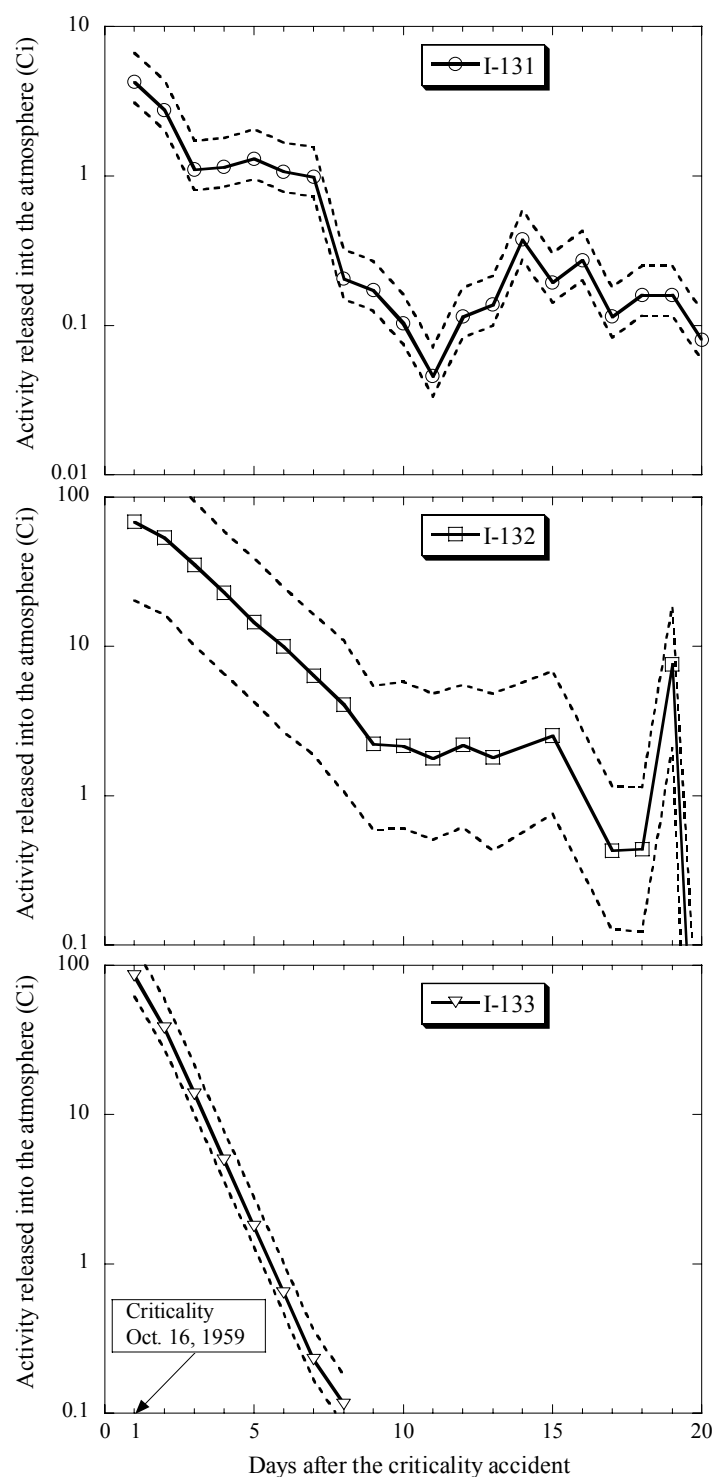 10
I-131
1
0.1
0.01
Activity released into the atmosphere (Ci)
100
I-132
10
1
0.1
Activity released into the atmosphere (Ci)
100
I-133
10
1
0.1
Activity released into the atmosphere (Ci)
Criticality
Oct. 16, 1959
0 1 5 10 15 20
Days after the criticality accident